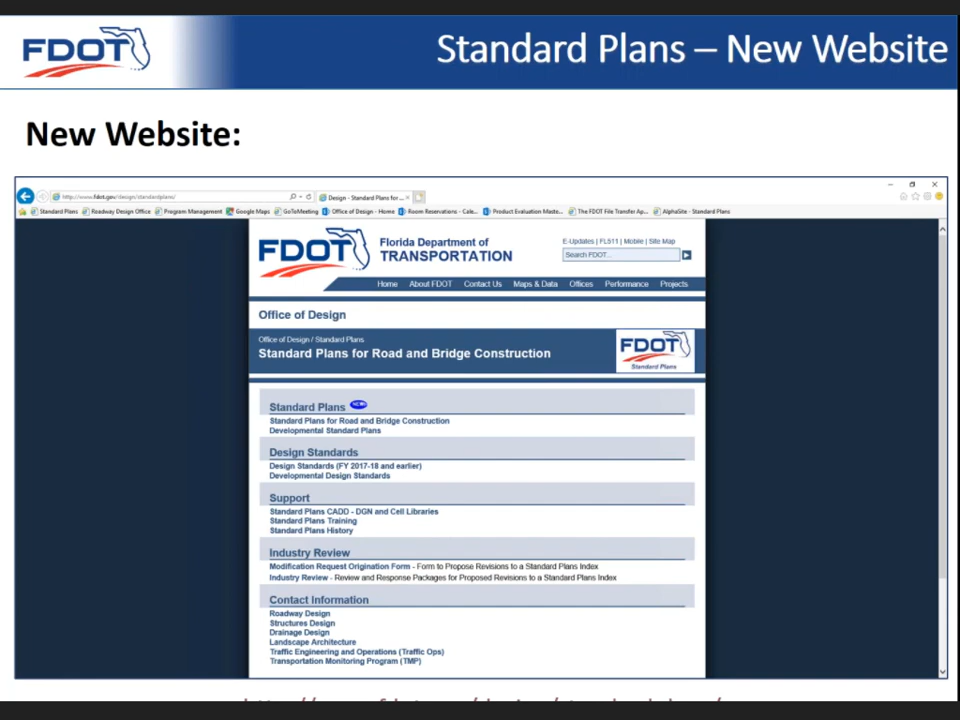 FDOT
Standard Plans – New Website
New Website:
http://www.fdot.gov/design/standardplans/
Design - Standard Plans for ...
Standard Plans
Roadway Design Office
Program Management
Google Maps
GoToMeeting
Office of Design - Home
Room Reservations - Cale...
Product Evaluation Maste...
The FDOT File Transfer Ap...
AlphaSite - Standard Plans
FDOT
Florida Department of
TRANSPORTATION
E-Updates | FL511 | Mobile | Site Map
Search FDOT...
Home About FDOT Contact Us Maps & Data Offices Performance Projects
Office of Design
Office of Design / Standard Plans
Standard Plans for Road and Bridge Construction
FDOT
Standard Plans
Standard Plans
Standard Plans for Road and Bridge Construction
Developmental Standard Plans
Design Standards
Design Standards (FY 2017-18 and earlier)
Developmental Design Standards
Support
Standard Plans CADD - DGN and Cell Libraries
Standard Plans Training
Standard Plans History
Industry Review
Modification Request Origination Form - Form to Propose Revisions to a Standard Plans Index
Industry Review - Review and Response Packages for Proposed Revisions to a Standard Plans Index
Contact Information
Roadway Design
Structures Design
Drainage Design
Landscape Architecture
Traffic Engineering and Operations (Traffic Ops)
Transportation Monitoring Program (TMP)